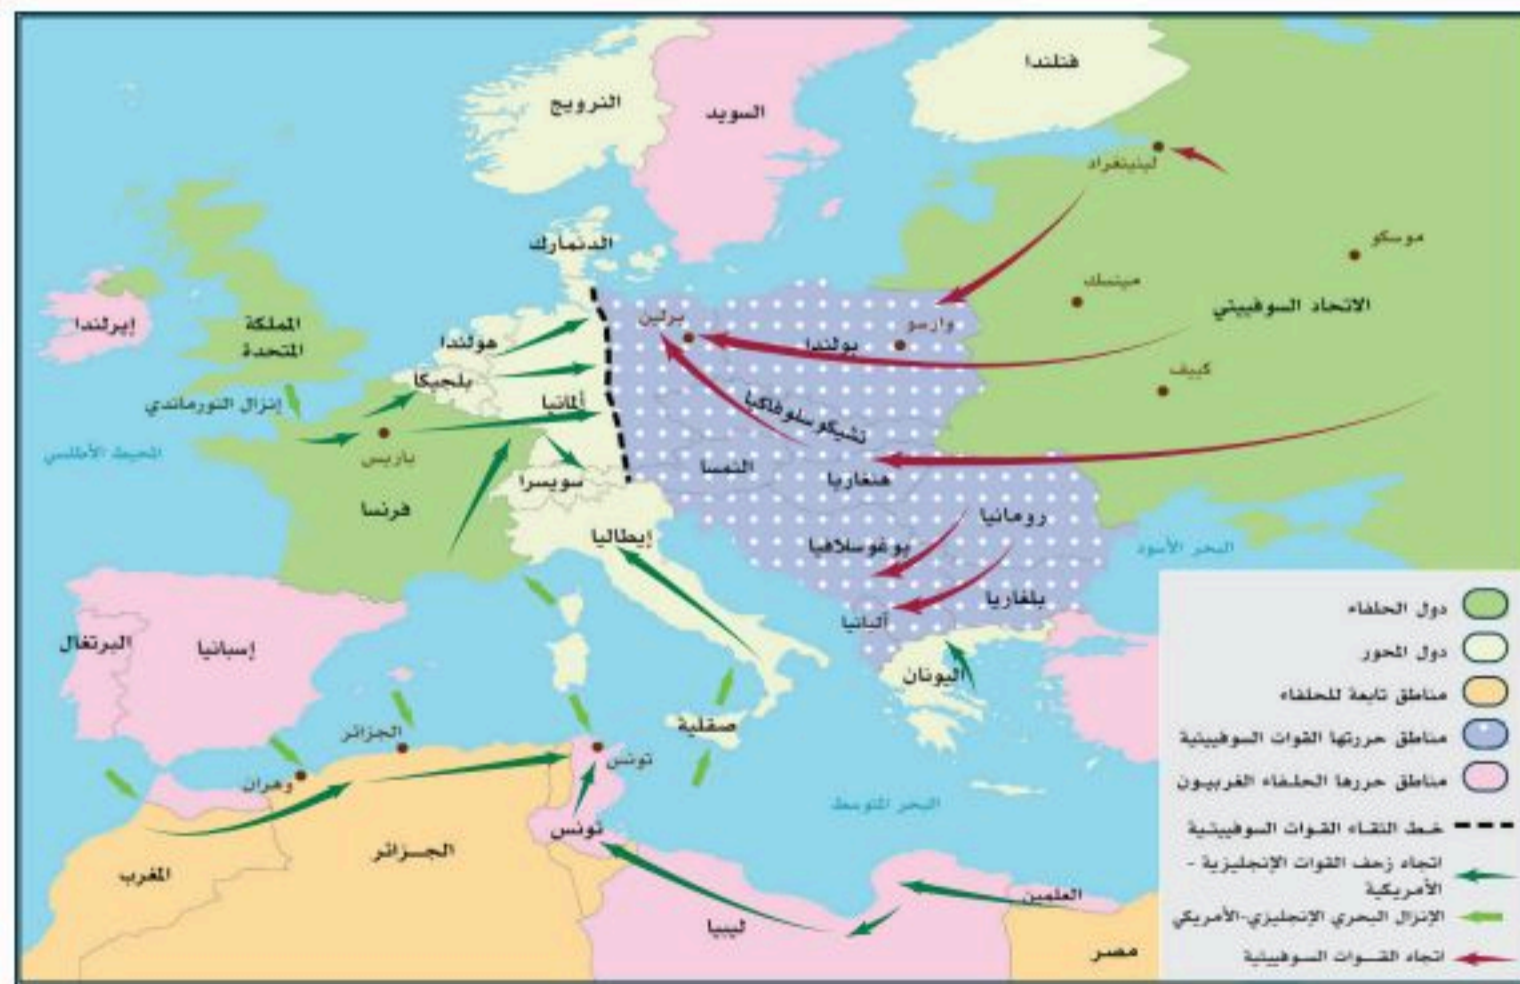 فنلندا
النرويج
السويد
لينينغراد
موسكو
الدنمارك
مينسك
الاتحاد السوفييتي
إيرلندا
المملكة
المتحدة
هولندا
برلين
وارسو
بولندا
كييف
بلجيكا
إنزال النورماندي
ألمانيا
تشيكوسلوفاكيا
المحيط الأطلسي
باريس
النمسا
هنغاريا
سويسرا
فرنسا
رومانيا
إيطاليا
يوغوسلافيا
البحر الأسود
بلغاريا
ألبانيا
البرتغال
إسبانيا
اليونان
صقلية
الجزائر
تونس
وهران
البحر المتوسط
تونس
الجزائر
المغرب
العلمين
ليبيا
مصر
دول الحلفاء
دول المحور
مناطق تابعة للحلفاء
مناطق حررتها القوات السوفييتية
مناطق حررها الحلفاء الغربيون
خط التقاء القوات السوفييتية
اتجاه زحف القوات الإنجليزية -
الأمريكية
الإنزال البحري الإنجليزي-الأمريكي
اتجاه القوات السوفييتية